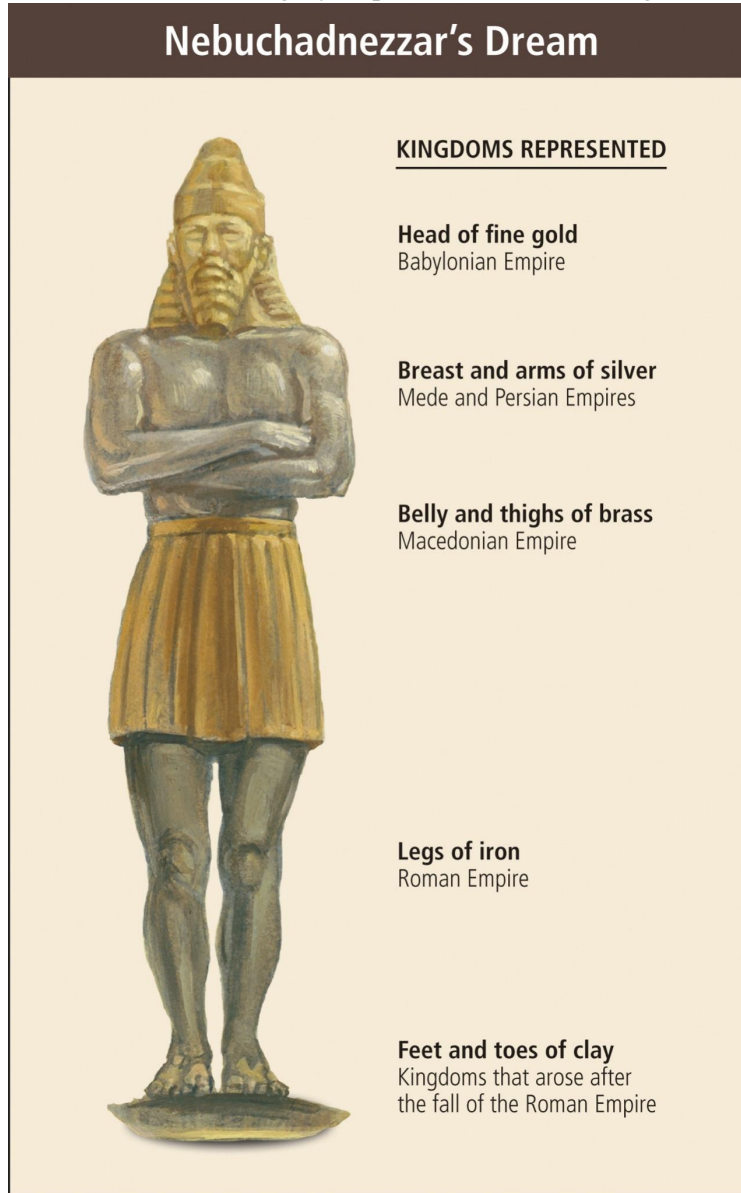 Nebuchadnezzar’s Dream
KINGDOMS REPRESENTED
Head of fine gold
Babylonian Empire
Breast and arms of silver
Mede and Persian Empires
Belly and thighs of brass
Macedonian Empire
Legs of iron
Roman Empire
Feet and toes of clay
Kingdoms that arose after
the fall of the Roman Empire